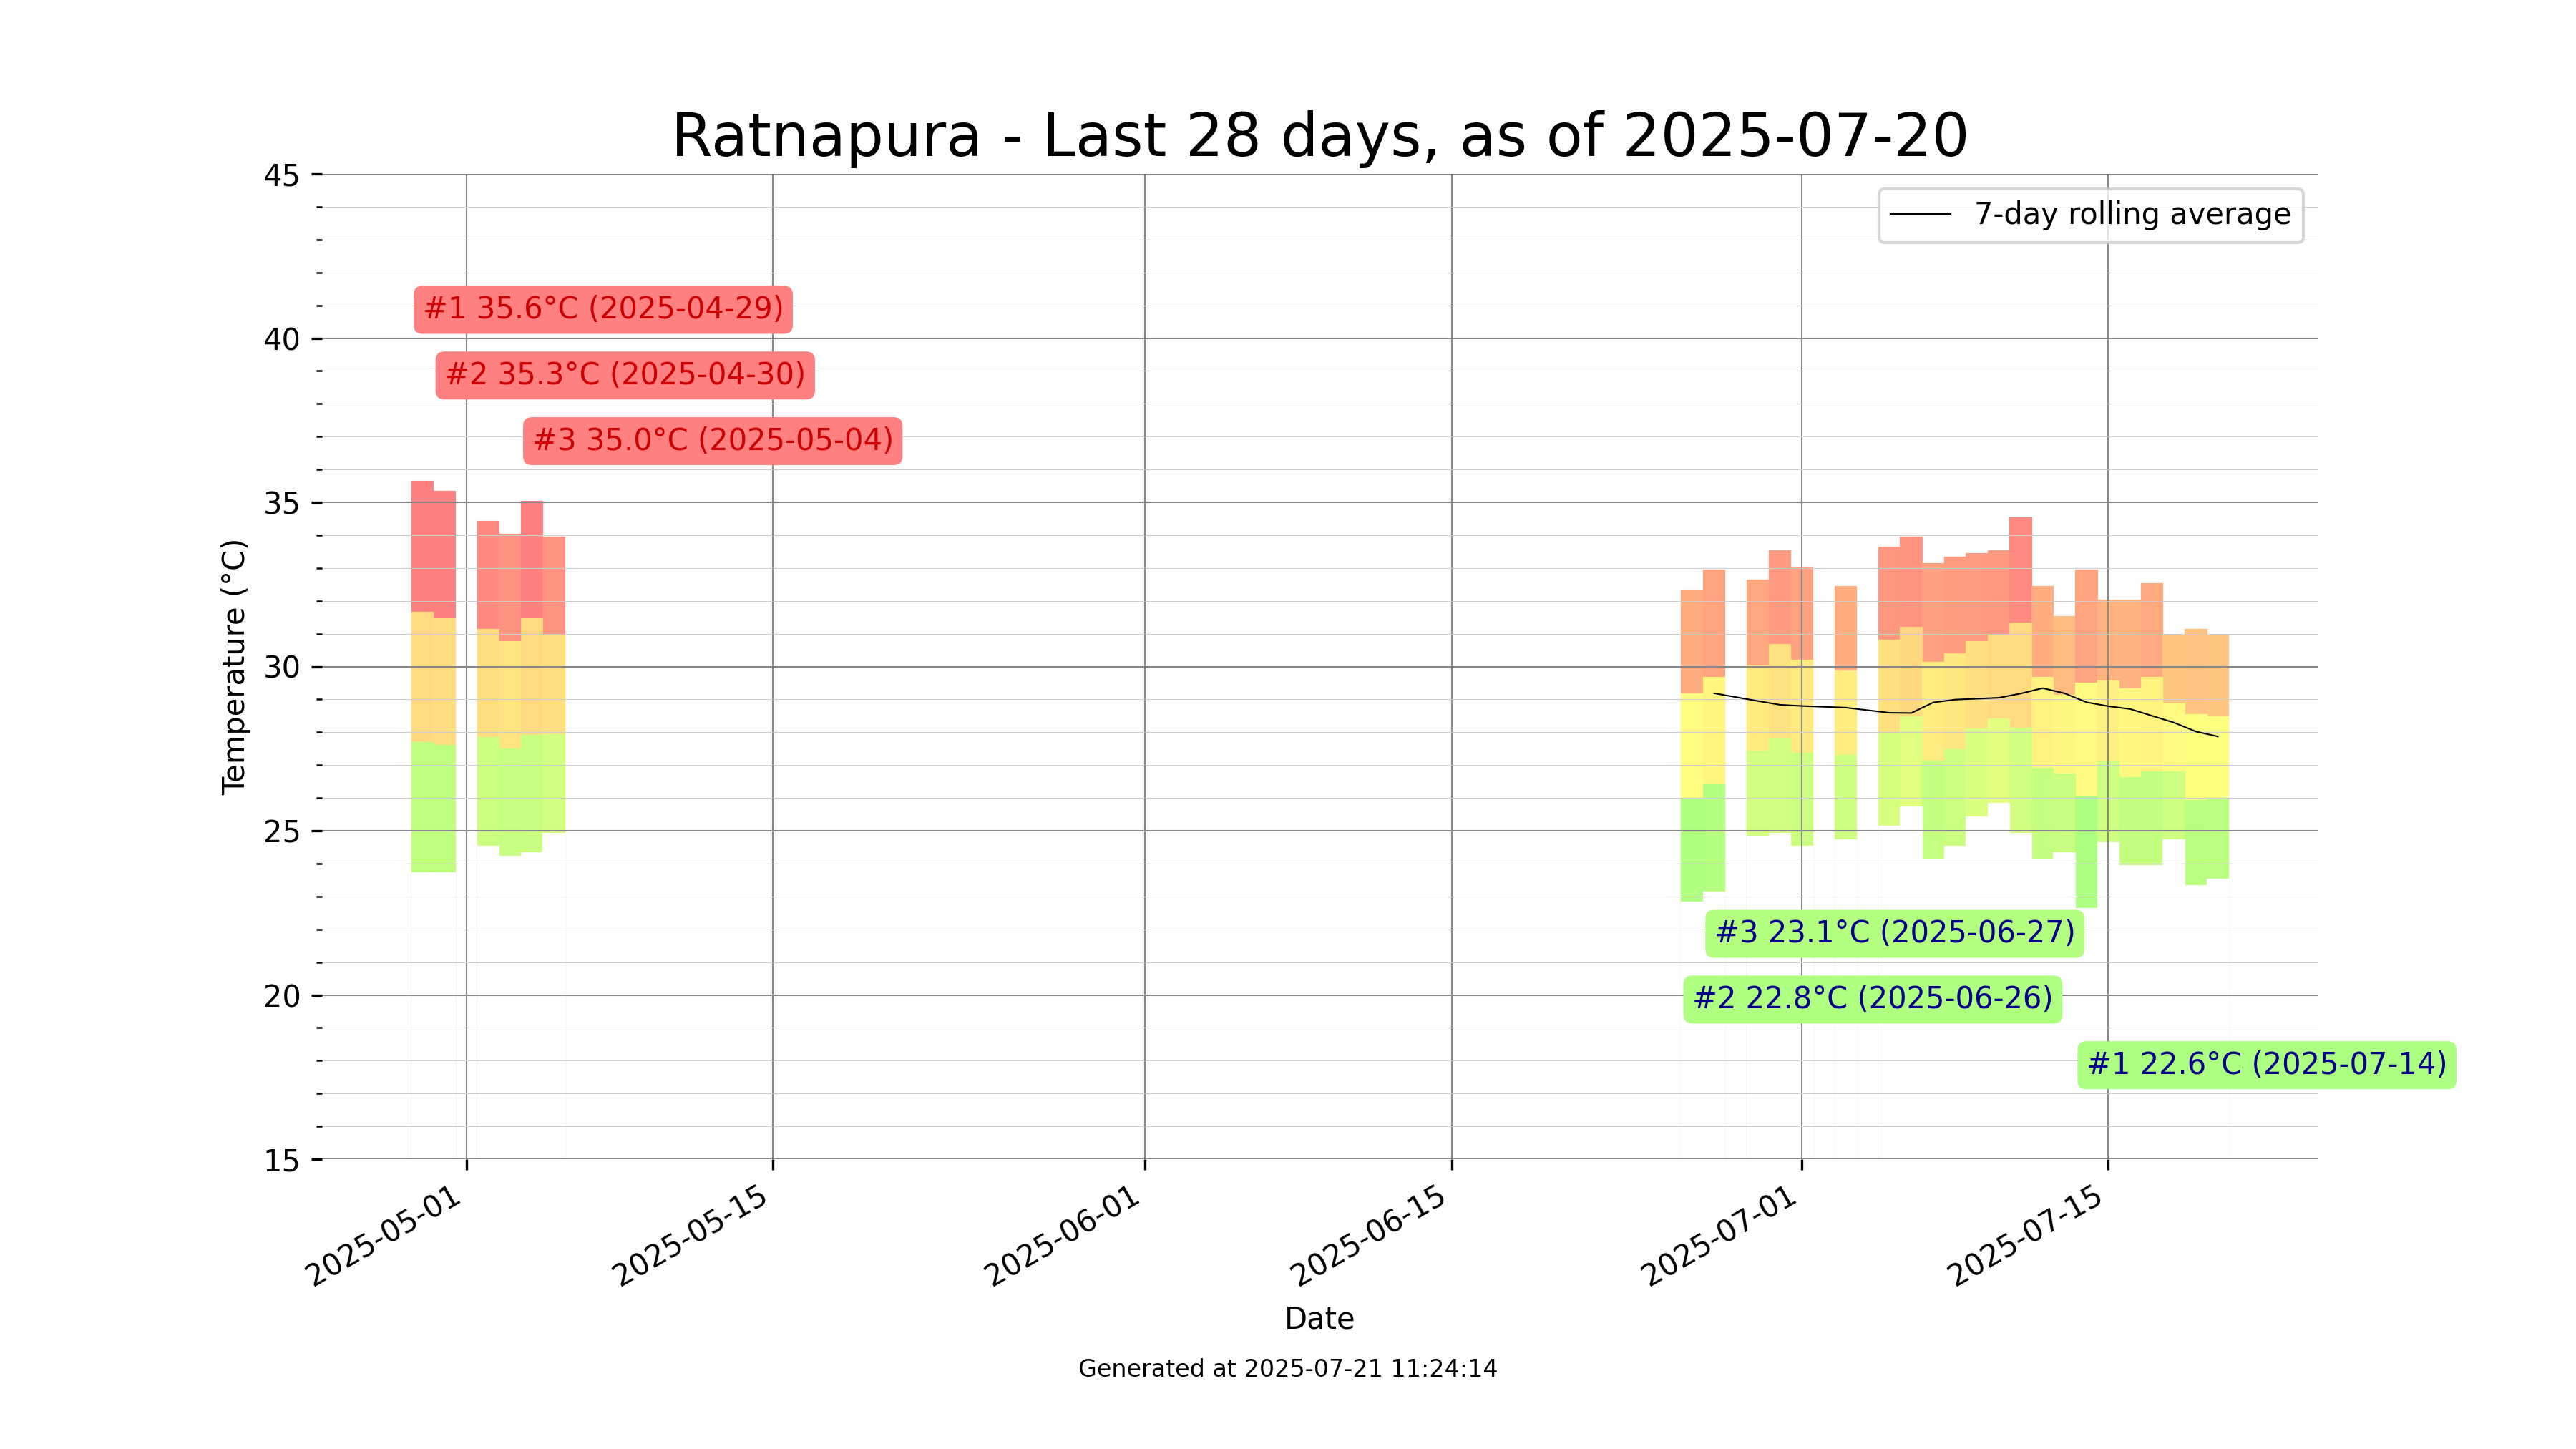 Ratnapura - Last 28 days, as of 2025-07-20
45
7-day rolling average
#1 35.6°C (2025-04-29)
40
#2 35.3°C (2025-04-30)
#3 35.0°C (2025-05-04)
35
Temperature (°C)
30
25
#3 23.1°C (2025-06-27)
20
#2 22.8°C (2025-06-26)
#1 22.6°C (2025-07-14)
15
2025-05-01
2025-05-15
2025-06-01
2025-06-15
2025-07-01
2025-07-15
Date
Generated at 2025-07-21 11:24:14